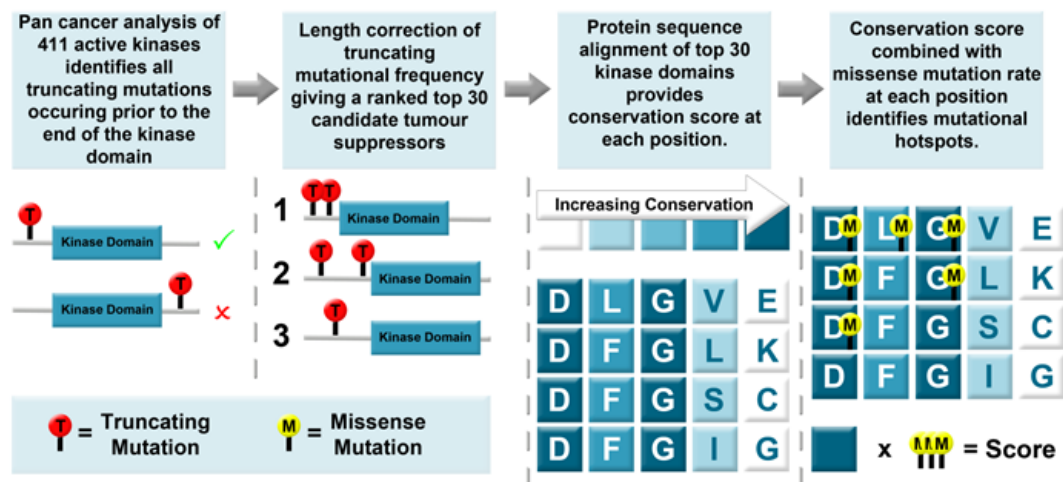 Pan cancer analysis of
411 active kinases
identifies all
truncating mutations
occuring prior to the
end of the kinase
domain
Length correction of
truncating
mutational frequency
giving a ranked top 30
candidate tumour
suppressors
Protein sequence
alignment of top 30
kinase domains
provides
conservation score
at each position.
Conservation score
combined with
missense mutation rate
at each position
identifies mutational
hotspots.
T
Kinase Domain
T
Kinase Domain
1
T T
Kinase Domain
2
T T
Kinase Domain
3
T
Kinase Domain
Increasing Conservation
D L G V E
D F G L K
D F G S C
D F G I G
D M L M G M V E
D M F G M L K
D M F G S C
D F G I G
T = Truncating
Mutation
M = Missense
Mutation
x M M M = Score